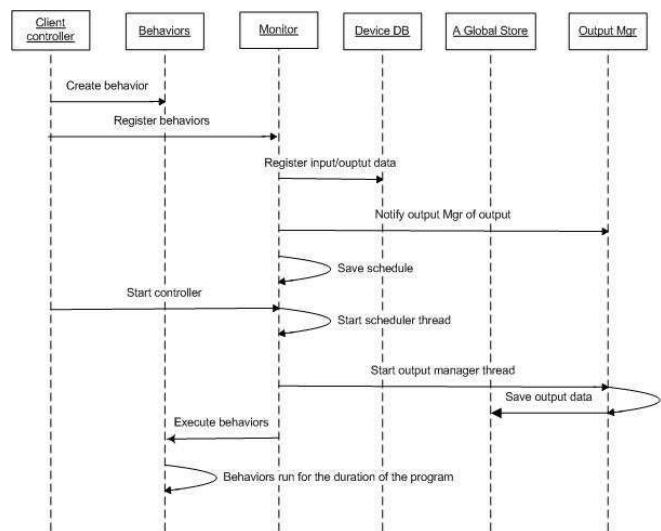 Client
controller
Behaviors
Monitor
Device DB
A Global Store
Output Mgr
Create behavior
Register behaviors
Register input/ouptut data
Notify output Mgr of output
Save schedule
Start controller
Start scheduler thread
Start output manager thread
Save output data
Execute behaviors
Behaviors run for the duration of the program